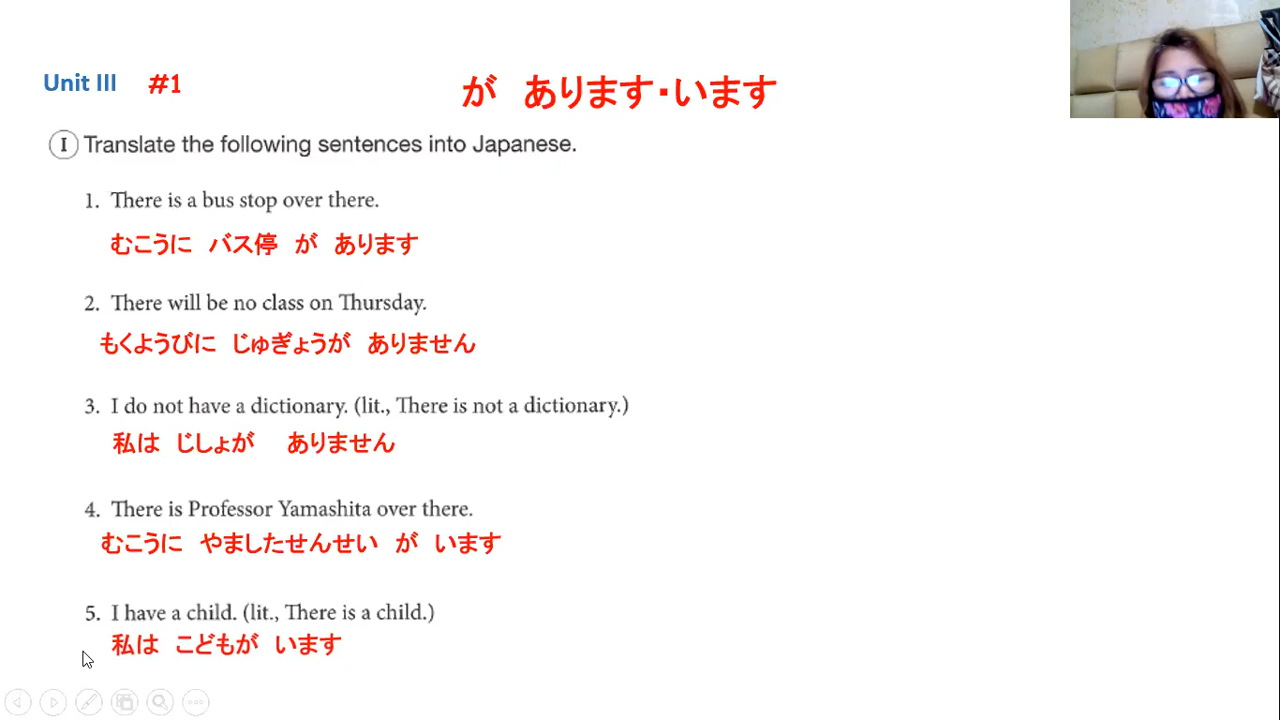 Unit III #1
が あります・います
I Translate the following sentences into Japanese.
1. There is a bus stop over there.
むこうに バス停 が あります
2. There will be no class on Thursday.
もくようびに じゅぎょうが ありません
3. I do not have a dictionary. (lit., There is not a dictionary.)
私は じしょが ありません
4. There is Professor Yamashita over there.
むこうに やましたせんせい が います
5. I have a child. (lit., There is a child.)
私は こどもが います